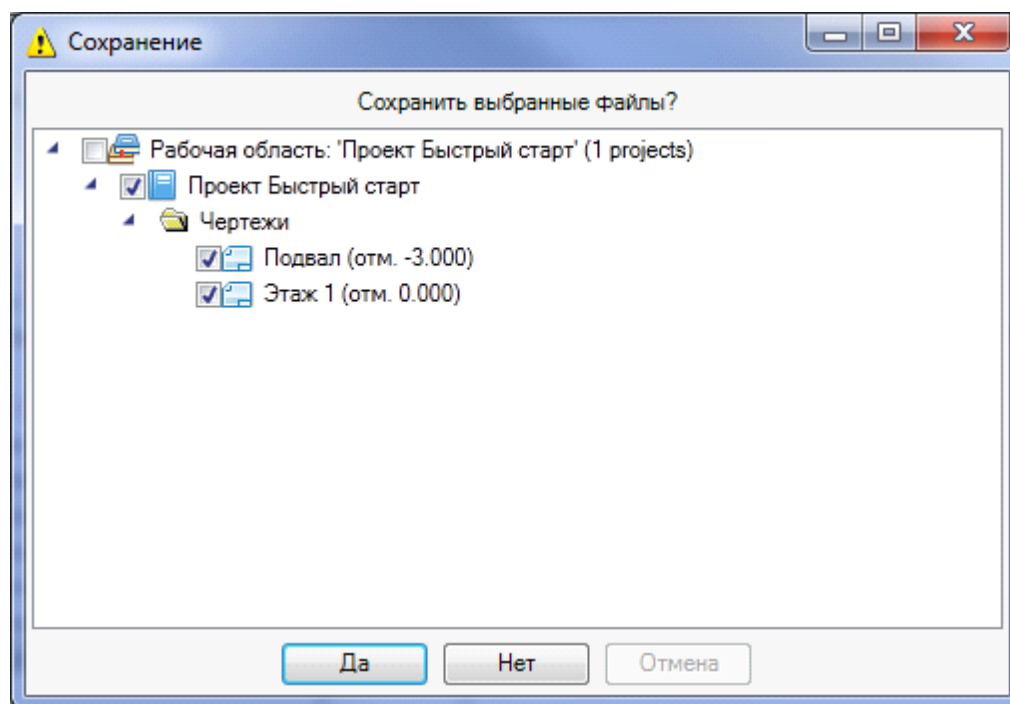 Сохранение
Сохранить выбранные файлы?
Рабочая область: 'Проект Быстрый старт' (1 projects)
Проект Быстрый старт
Чертежи
Подвал (отм. -3.000)
Этаж 1 (отм. 0.000)
Да Нет Отмена